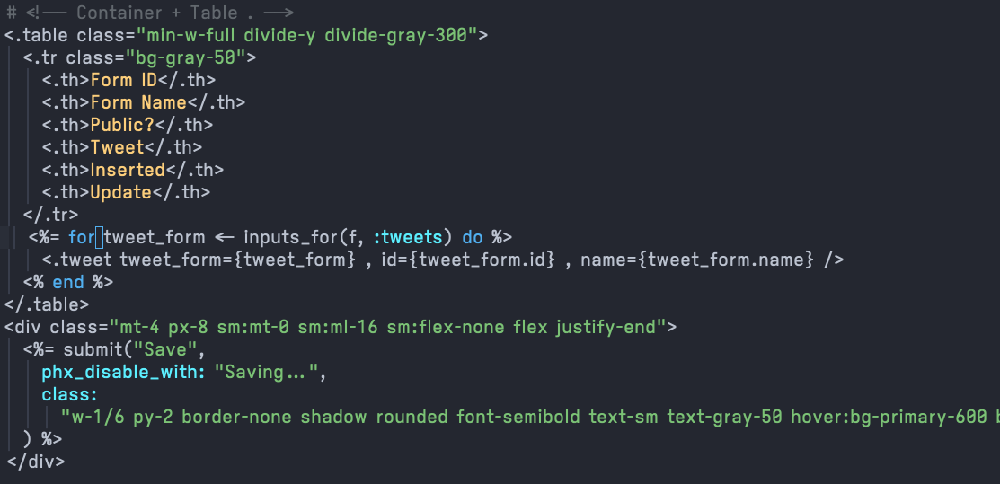 # <!-- Container + Table . -->
<.table class="min-w-full divide-y divide-gray-300">
<.tr class="bg-gray-50">
<.th>Form ID</.th>
<.th>Form Name</.th>
<.th>Public?</.th>
<.th>Tweet</.th>
<.th>Inserted</.th>
<.th>Update</.th>
</.tr>
<%= for tweet_form <- inputs_for(f, :tweets) do %>
<.tweet tweet_form={tweet_form} , id={tweet_form.id} , name={tweet_form.name} />
<% end %>
</.table>
<div class="mt-4 px-8 sm:mt-0 sm:ml-16 sm:flex-none flex justify-end">
<%= submit("Save",
phx_disable_with: "Saving...",
class:
"w-1/6 py-2 border-none shadow rounded font-semibold text-sm text-gray-50 hover:bg-primary-600
) %>
</div>